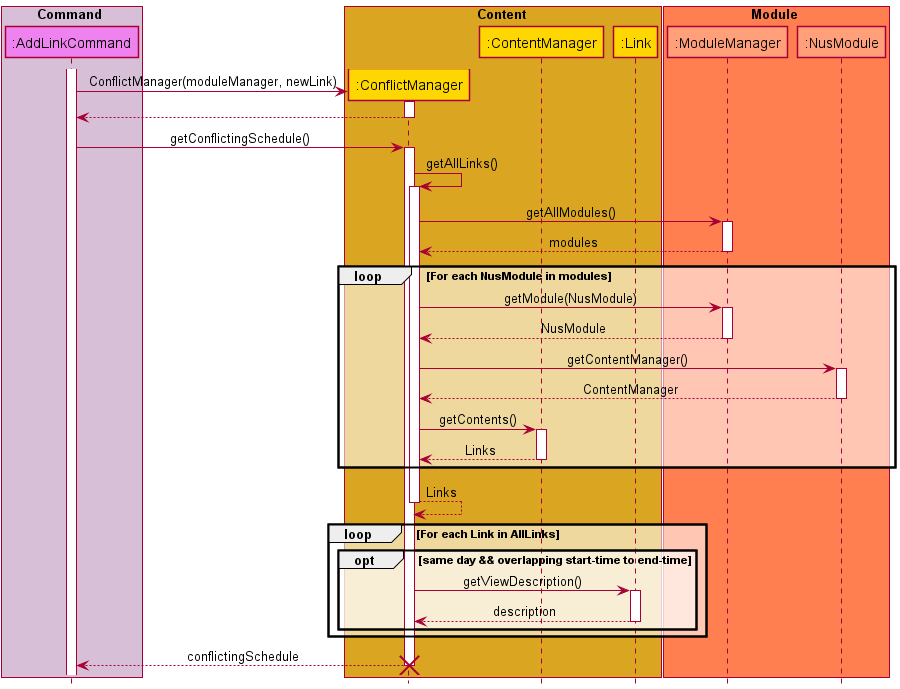 Command
Content
Module
:AddLinkCommand
:ContentManager
:Link
:ModuleManager
:NusModule
ConflictManager(moduleManager, newLink)
:ConflictManager
getConflictingSchedule()
getAllLinks()
getAllModules()
modules
loop
[For each NusModule in modules]
getModule(NusModule)
NusModule
getContentManager()
ContentManager
getContents()
Links
Links
loop
[For each Link in AllLinks]
opt
[same day && overlapping start-time to end-time]
getViewDescription()
description
conflictingSchedule